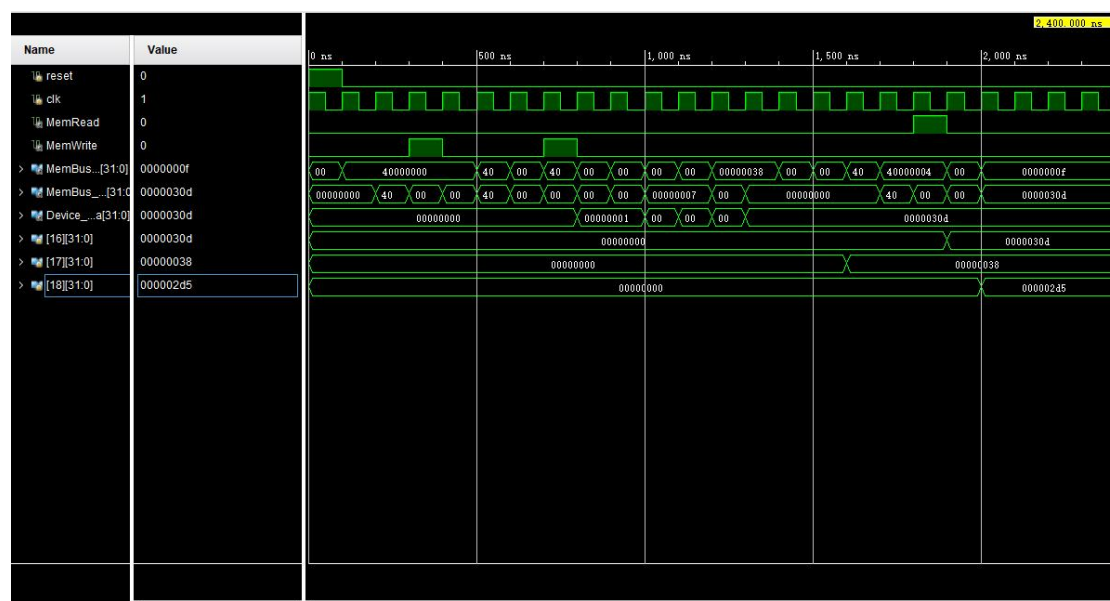 2,400.000 ns
Name Value
0 ns 500 ns 1,000 ns 1,500 ns 2,000 ns
reset 0
clk 1
MemRead 0
MemWrite 0
MemBus...[31:0] 0000000f 00 40000000 40 00 40 00 00 00 00 00000038 00 00 40 40000004 00 0000000f
MemBus_...[31:0 0000030d 00000000 40 00 00 40 00 00 00 00 00000007 00 00000000 40 00 00 0000030d
Device_...a[31:0] 0000030d 00000000 00000001 00 00 00 0000030d
[16][31:0] 0000030d 00000000 0000030d
[17][31:0] 00000038 00000000 00000038
[18][31:0] 000002d5 00000000 000002d5